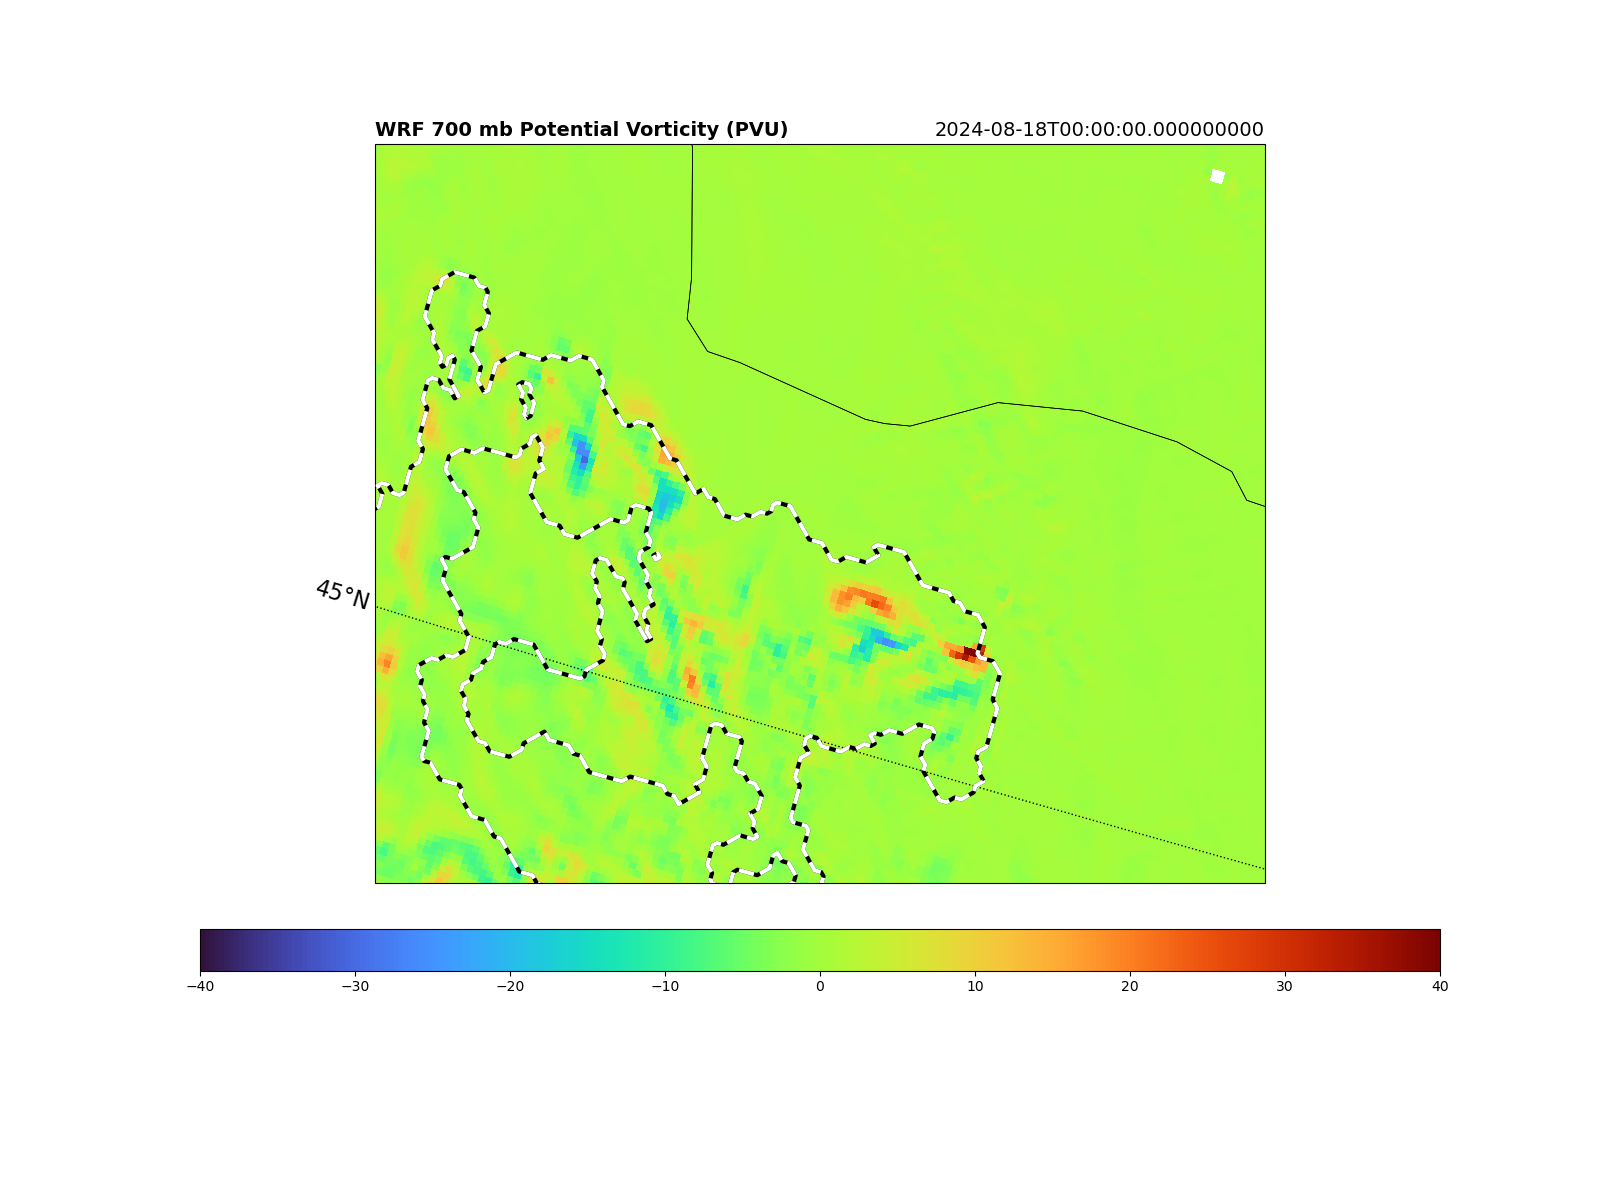 WRF 700 mb Potential Vorticity (PVU)
2024-08-18T00:00:00.000000000
45°N
−40 −30 −20 −10 0 10 20 30 40